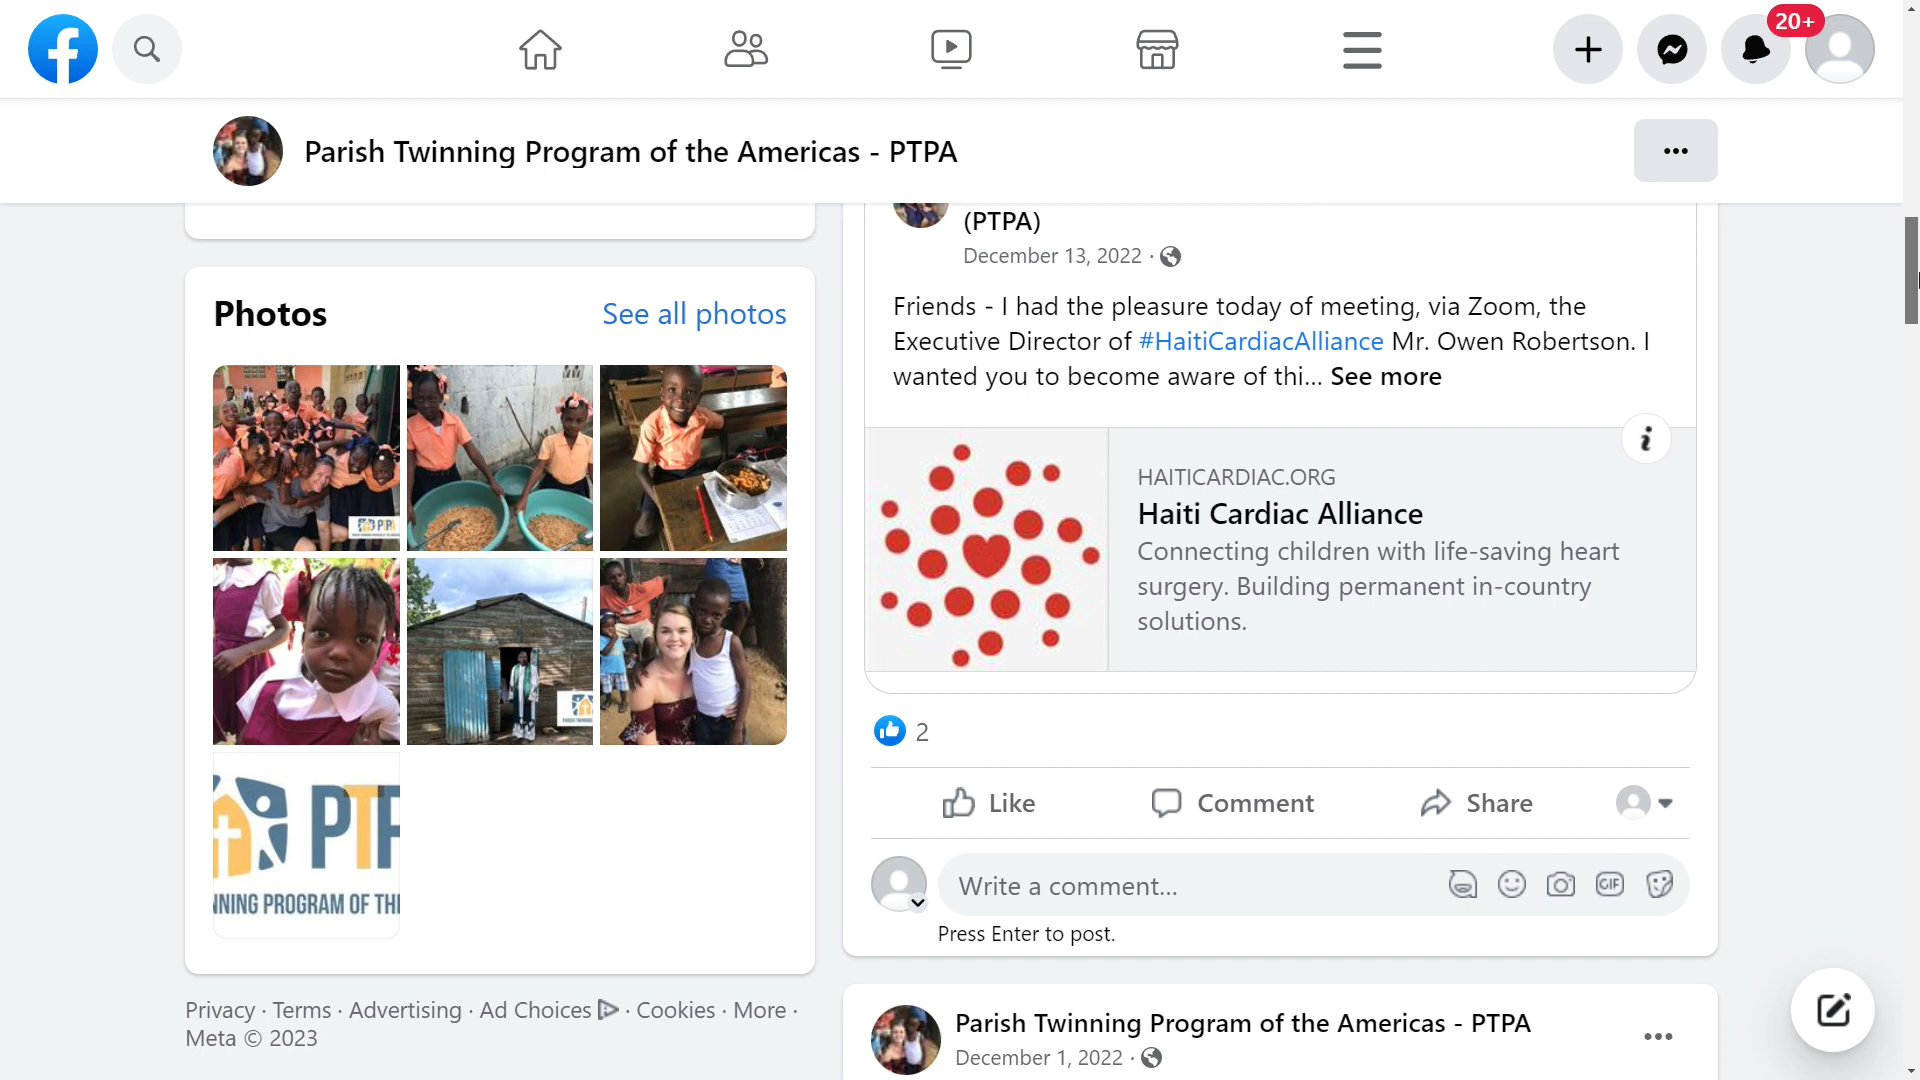 20+
Parish Twinning Program of the Americas - PTPA
(PTPA)
December 13, 2022 ·
Friends - I had the pleasure today of meeting, via Zoom, the
Executive Director of #HaitiCardiacAlliance Mr. Owen Robertson. I
wanted you to become aware of thi... See more
HAITICARDIAC.ORG
Haiti Cardiac Alliance
Connecting children with life-saving heart
surgery. Building permanent in-country
solutions.
2
Like
Comment
Share
Write a comment...
GIF
Press Enter to post.
Parish Twinning Program of the Americas - PTPA
December 1, 2022 ·
Photos
See all photos
PTPA
PTP
NNING PROGRAM OF TH
Privacy · Terms · Advertising · Ad Choices · Cookies · More ·
Meta © 2023